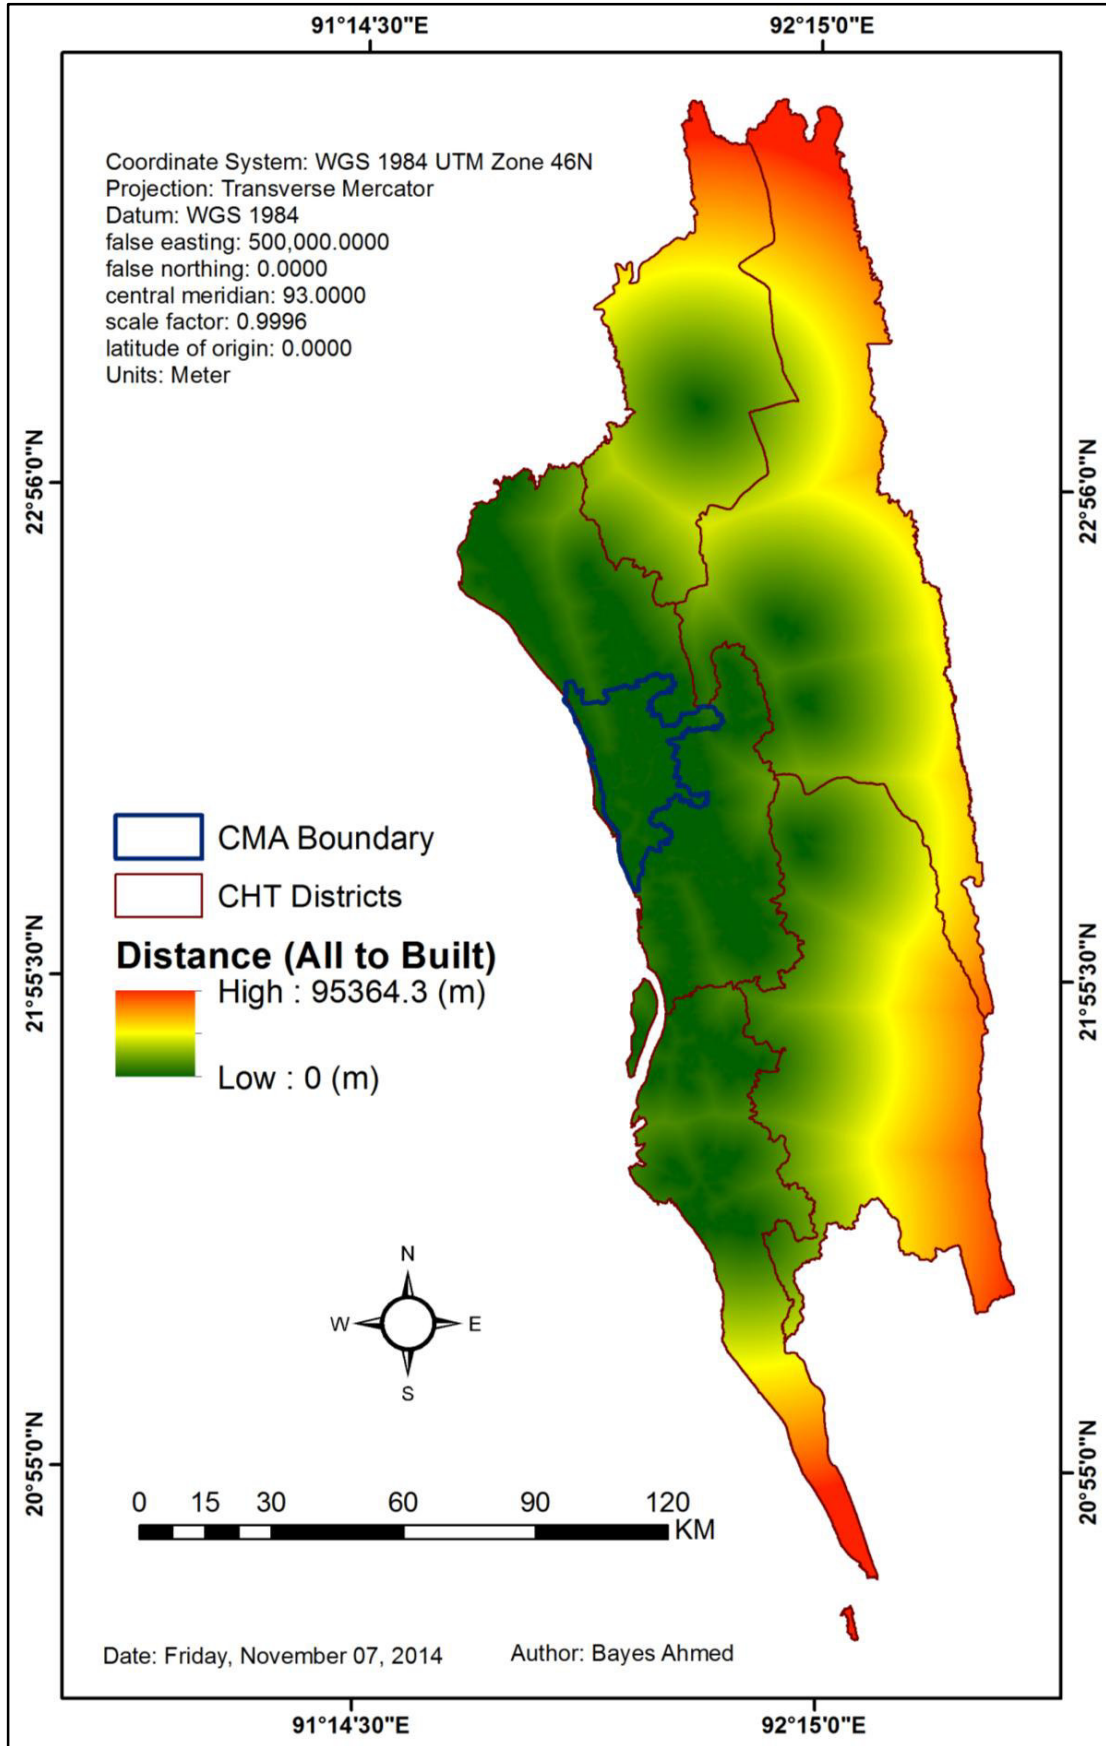 91°14'30"E 92°15'0"E
Coordinate System: WGS 1984 UTM Zone 46N
Projection: Transverse Mercator
Datum: WGS 1984
false easting: 500,000.0000
false northing: 0.0000
central meridian: 93.0000
scale factor: 0.9996
latitude of origin: 0.0000
Units: Meter
22°56'0"N 22°56'0"N
CMA Boundary
CHT Districts
Distance (All to Built)
High : 95364.3 (m)
Low : 0 (m)
21°55'30"N 21°55'30"N
N
W E
S
20°55'0"N 20°55'0"N
0 15 30 60 90 120
KM
Date: Friday, November 07, 2014 Author: Bayes Ahmed
91°14'30"E 92°15'0"E